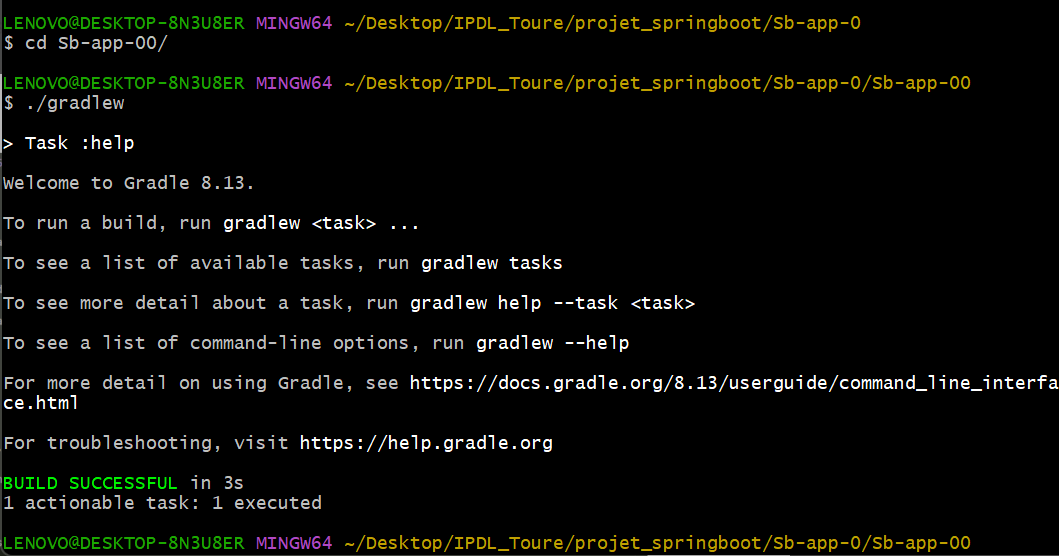 LENOVO@DESKTOP-8N3U8ER MINGW64 ~/Desktop/IPDL_Toure/projet_springboot/Sb-app-0
$ cd Sb-app-00/
LENOVO@DESKTOP-8N3U8ER MINGW64 ~/Desktop/IPDL_Toure/projet_springboot/Sb-app-0/Sb-app-00
$ ./gradlew
> Task :help
Welcome to Gradle 8.13.
To run a build, run gradlew <task> ...
To see a list of available tasks, run gradlew tasks
To see more detail about a task, run gradlew help --task <task>
To see a list of command-line options, run gradlew --help
For more detail on using Gradle, see https://docs.gradle.org/8.13/userguide/command_line_interfa
ce.html
For troubleshooting, visit https://help.gradle.org
BUILD SUCCESSFUL in 3s
1 actionable task: 1 executed
LENOVO@DESKTOP-8N3U8ER MINGW64 ~/Desktop/IPDL_Toure/projet_springboot/Sb-app-0/Sb-app-00